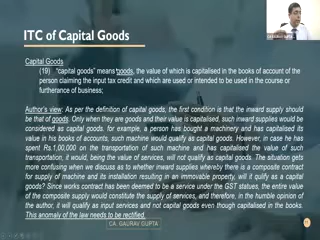 ITC of Capital Goods
Capital Goods
(19) "capital goods" means goods, the value of which is capitalised in the books of account of the
person claiming the input tax credit and which are used or intended to be used in the course or
furtherance of business;
Author's view: As per the definition of capital goods, the first condition is that the inward supply should
be that of goods. Only when they are goods and their value is capitalised, such inward supplies would be
considered as capital goods. for example, a person has bought a machinery and has capitalised its
value in his books of accounts, such machine would qualify as capital goods. However, in case he has
spent Rs.1,00,000 on the transportation of such machine and has capitalised the value of such
transportation, it would, being the value of services, will not qualify as capital goods. The situation gets
more confusing when we discuss as to whether inward supplies whereby there is a composite contract
for supply of machine and its installation resulting in an immovable property, will it qualify as a capital
goods? Since works contract has been deemed to be a service under the GST statues, the entire value
of the composite supply would constitute the supply of services, and therefore, in the humble opinion of
the author, it will qualify as input services and not capital goods even though capitalised in the books.
This anomaly of the law needs to be rectified.
CA. GAURAV GUPTA